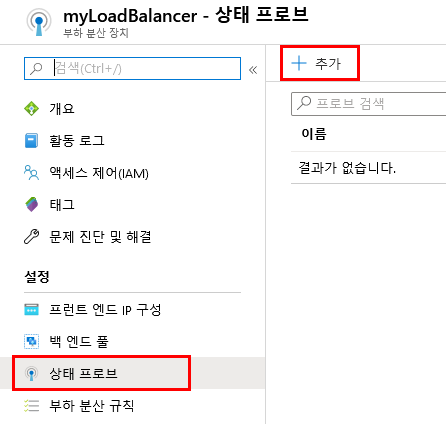 myLoadBalancer - 상태 프로브
부하 분산 장치
검색(Ctrl+/)
«
개요
활동 로그
액세스 제어(IAM)
태그
문제 진단 및 해결
설정
프런트 엔드 IP 구성
백 엔드 풀
상태 프로브
부하 분산 규칙
추가
프로브 검색
이름
결과가 없습니다.